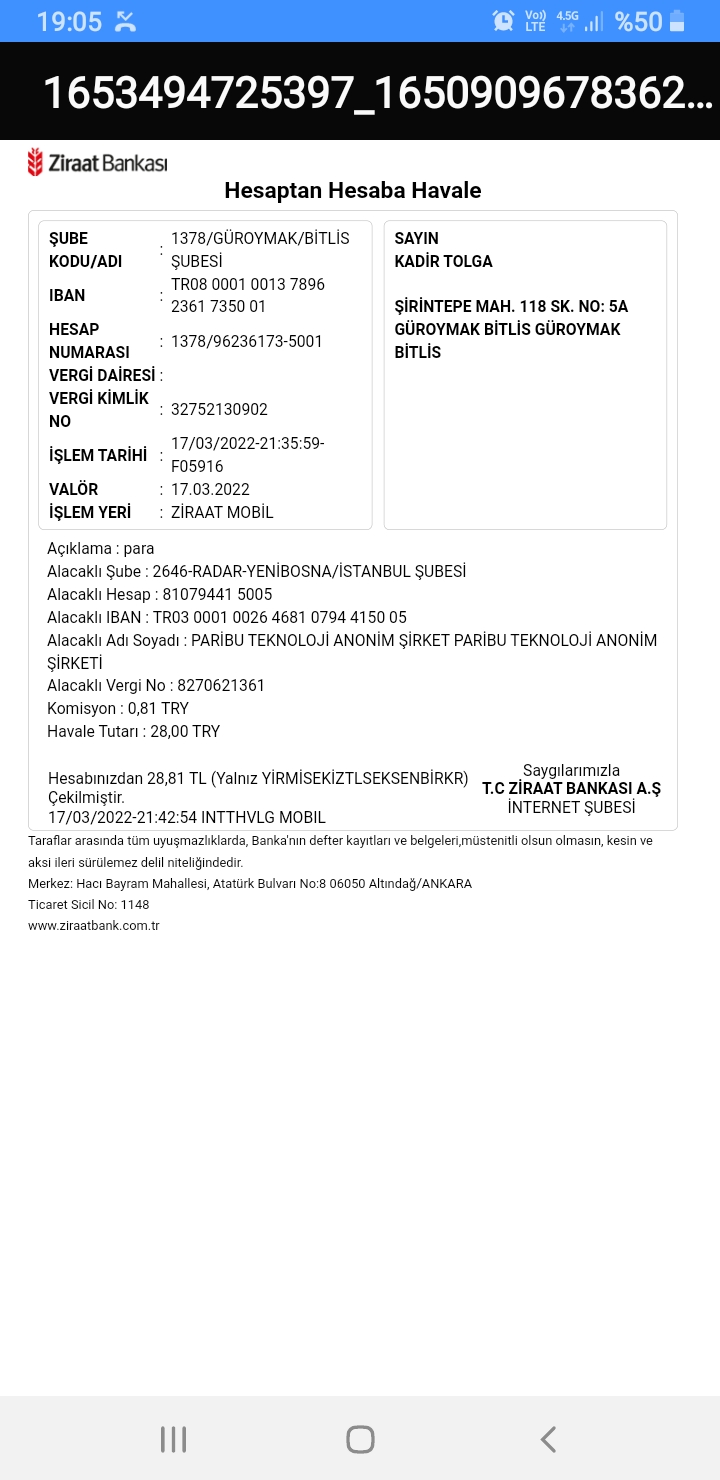 19:05 Vo)) LTE 4.5G %50
1653494725397_1650909678362...
Ziraat Bankası
Hesaptan Hesaba Havale
ŞUBE KODU/ADI : 1378/GÜROYMAK/BİTLİS ŞUBESİ
IBAN : TR08 0001 0013 7896 2361 7350 01
HESAP NUMARASI : 1378/96236173-5001
VERGİ DAİRESİ :
VERGİ KİMLİK NO : 32752130902
İŞLEM TARİHİ : 17/03/2022-21:35:59-F05916
VALÖR : 17.03.2022
İŞLEM YERİ : ZİRAAT MOBİL
SAYIN
KADİR TOLGA
ŞİRİNTEPE MAH. 118 SK. NO: 5A
GÜROYMAK BİTLİS GÜROYMAK
BİTLİS
Açıklama : para
Alacaklı Şube : 2646-RADAR-YENİBOSNA/İSTANBUL ŞUBESİ
Alacaklı Hesap : 81079441 5005
Alacaklı IBAN : TR03 0001 0026 4681 0794 4150 05
Alacaklı Adı Soyadı : PARİBU TEKNOLOJİ ANONİM ŞİRKET PARİBU TEKNOLOJİ ANONİM
ŞİRKETİ
Alacaklı Vergi No : 8270621361
Komisyon : 0,81 TRY
Havale Tutarı : 28,00 TRY
Hesabınızdan 28,81 TL (Yalnız YİRMİSEKİZTLSEKSENBİRKR)
Çekilmiştir.
17/03/2022-21:42:54 INTTHVLG MOBIL
Saygılarımızla
T.C ZİRAAT BANKASI A.Ş
İNTERNET ŞUBESİ
Taraflar arasında tüm uyuşmazlıklarda, Banka'nın defter kayıtları ve belgeleri,müstenitli olsun olmasın, kesin ve
aksi ileri sürülemez delil niteliğindedir.
Merkez: Hacı Bayram Mahallesi, Atatürk Bulvarı No:8 06050 Altındağ/ANKARA
Ticaret Sicil No: 1148
www.ziraatbank.com.tr